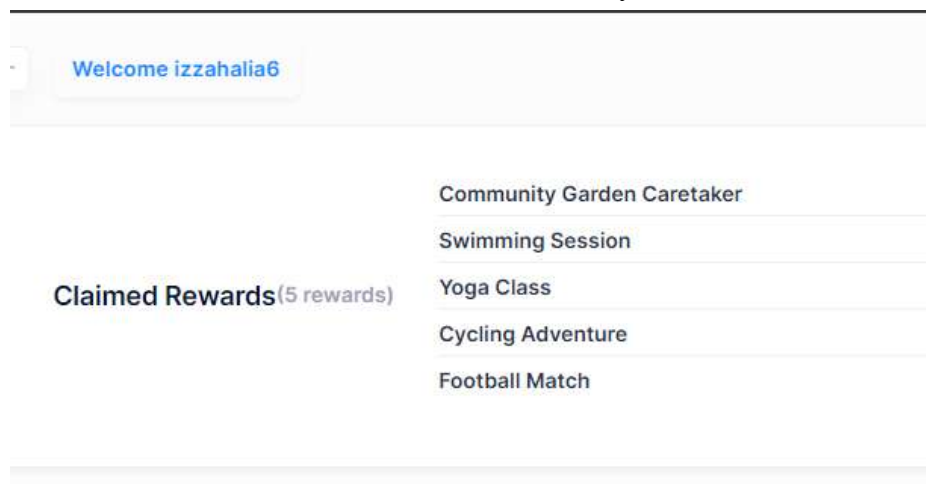 Welcome izzahalia6
Claimed Rewards(5 rewards)
Community Garden Caretaker
Swimming Session
Yoga Class
Cycling Adventure
Football Match